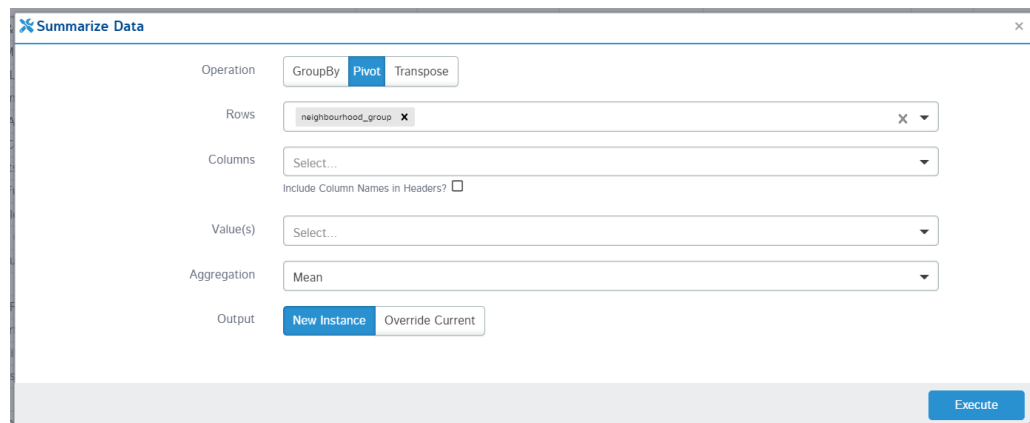 Summarize Data
Operation GroupBy Pivot Transpose
Rows neighbourhood_group
Columns Select...
Include Column Names in Headers?
Value(s) Select...
Aggregation Mean
Output New Instance Override Current
Execute